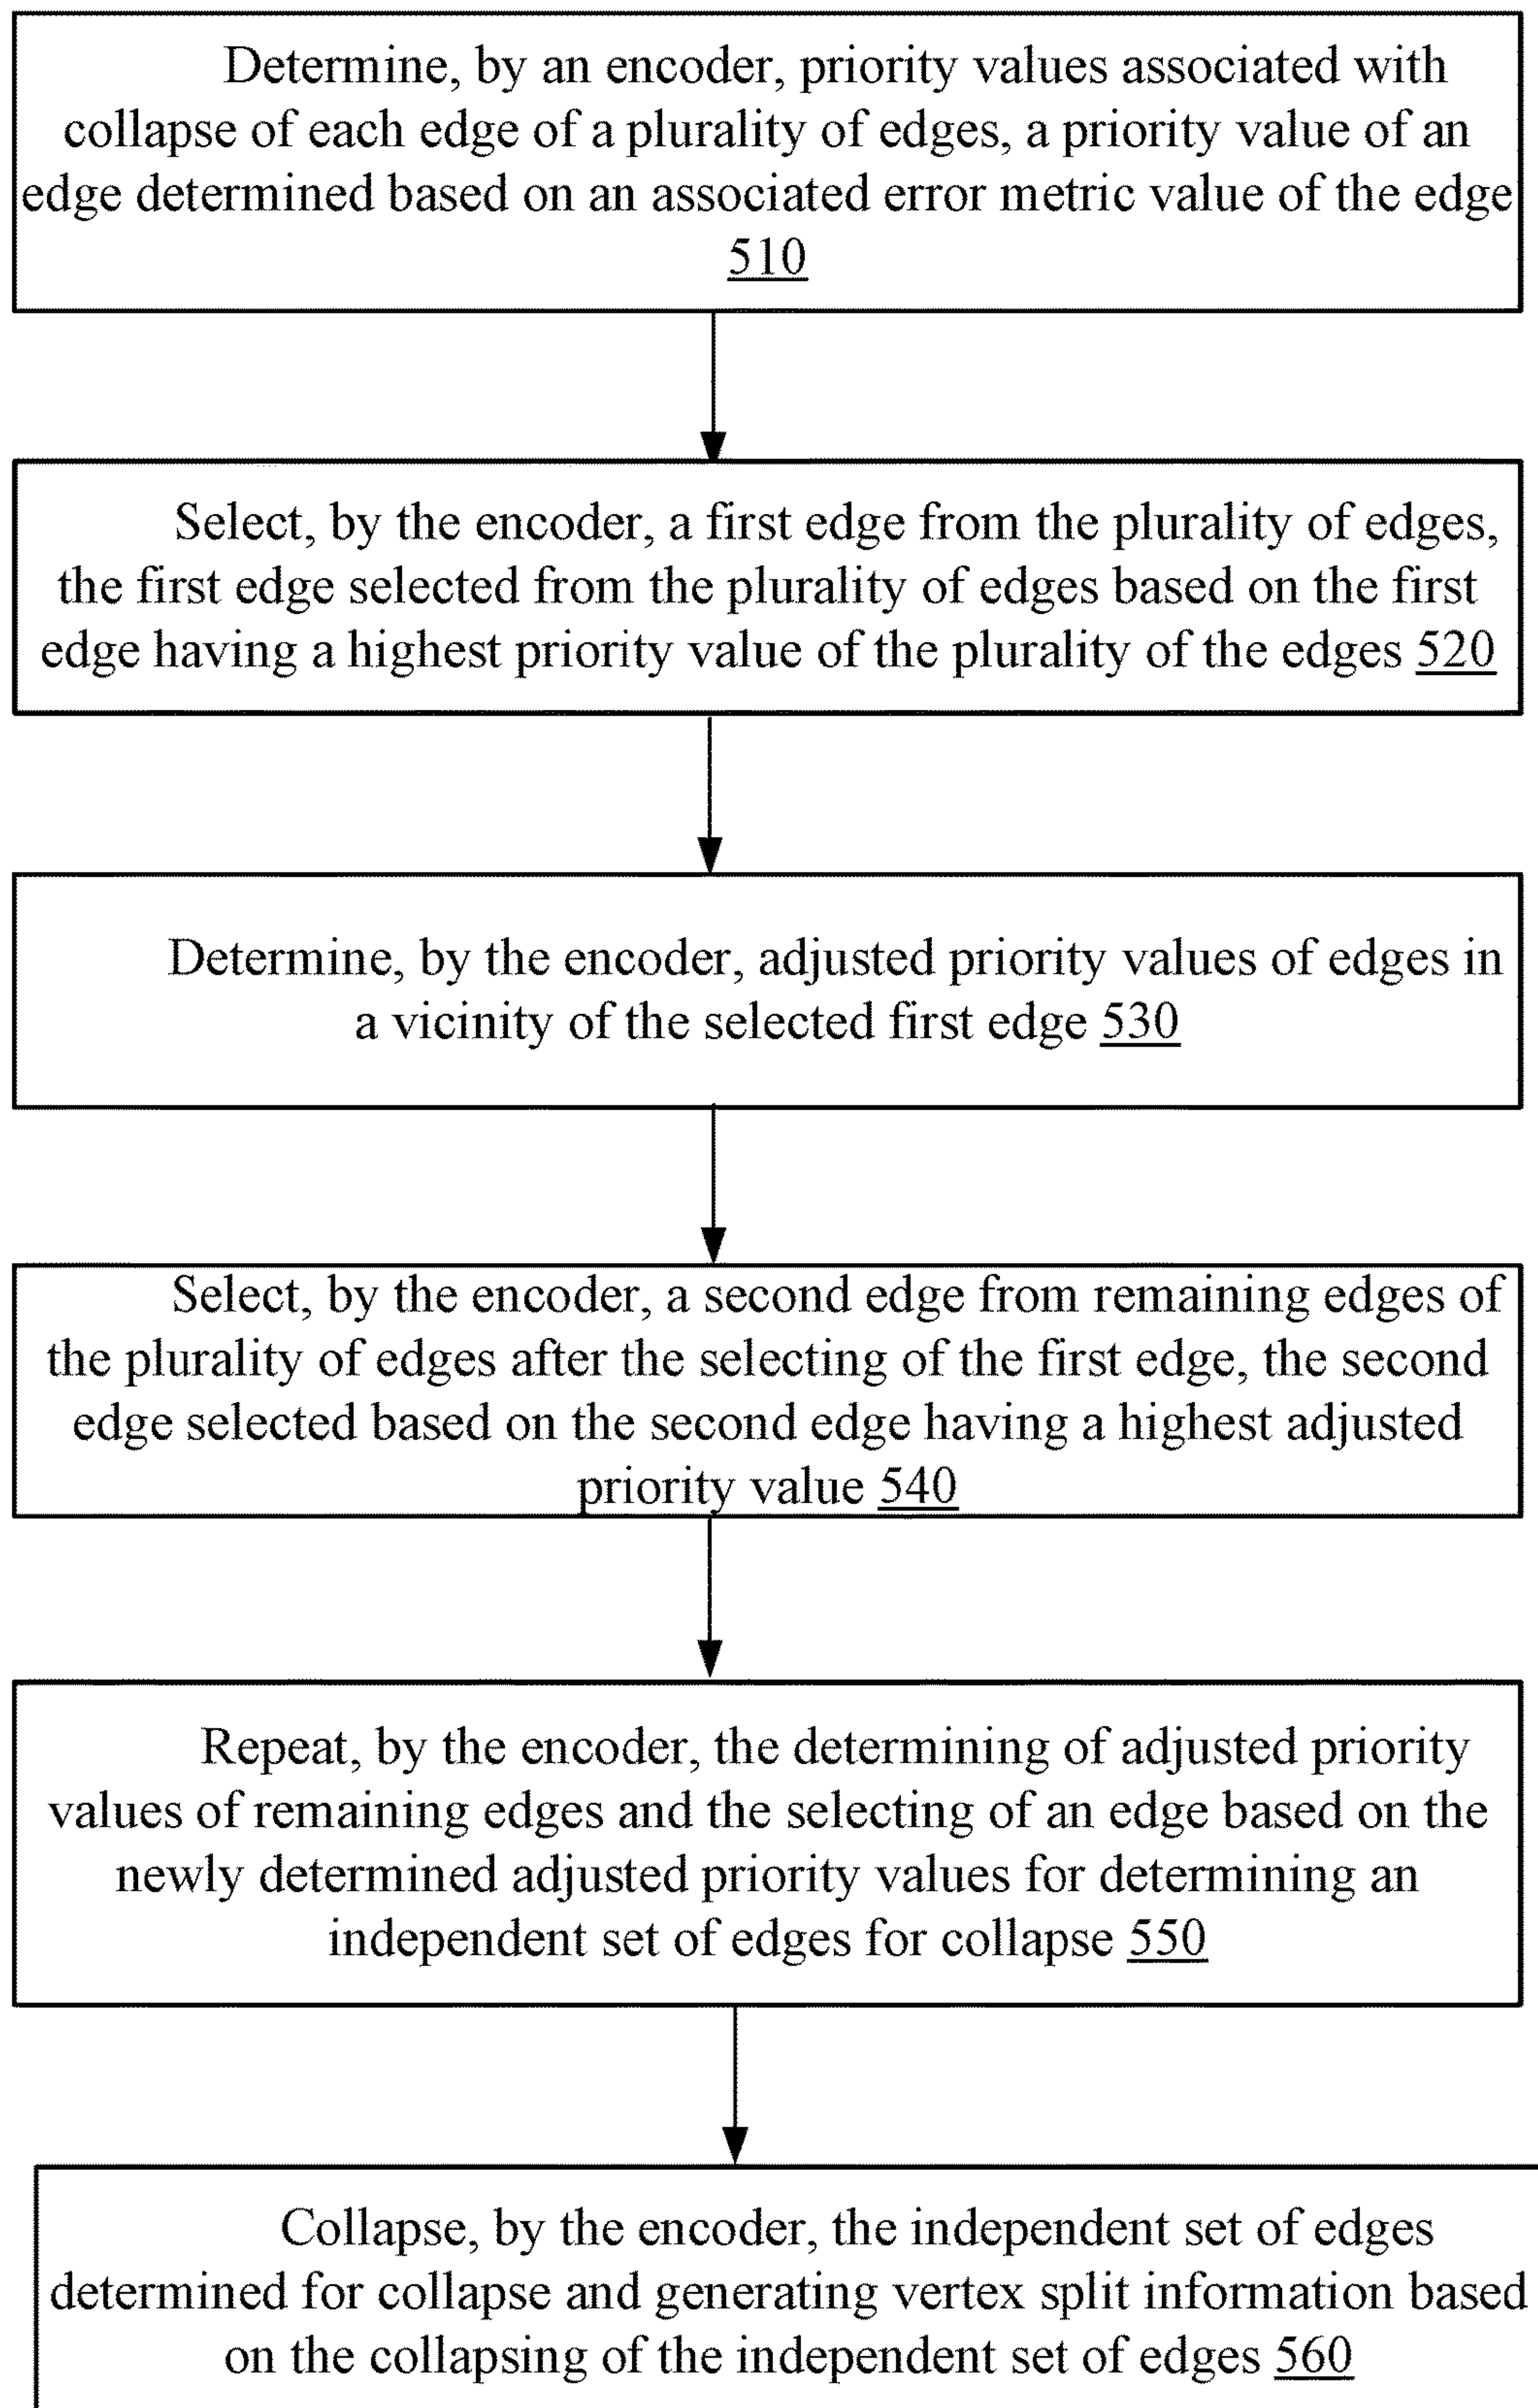 Determine, by an encoder, priority values associated with
collapse of each edge of a plurality of edges, a priority value of an
edge determined based on an associated error metric value of the edge
510
Select, by the encoder, a first edge from the plurality of edges,
the first edge selected from the plurality of edges based on the first
edge having a highest priority value of the plurality of the edges 520
Determine, by the encoder, adjusted priority values of edges in
a vicinity of the selected first edge 530
Select, by the encoder, a second edge from remaining edges of
the plurality of edges after the selecting of the first edge, the second
edge selected based on the second edge having a highest adjusted
priority value 540
Repeat, by the encoder, the determining of adjusted priority
values of remaining edges and the selecting of an edge based on the
newly determined adjusted priority values for determining an
independent set of edges for collapse 550
Collapse, by the encoder, the independent set of edges
determined for collapse and generating vertex split information based
on the collapsing of the independent set of edges 560